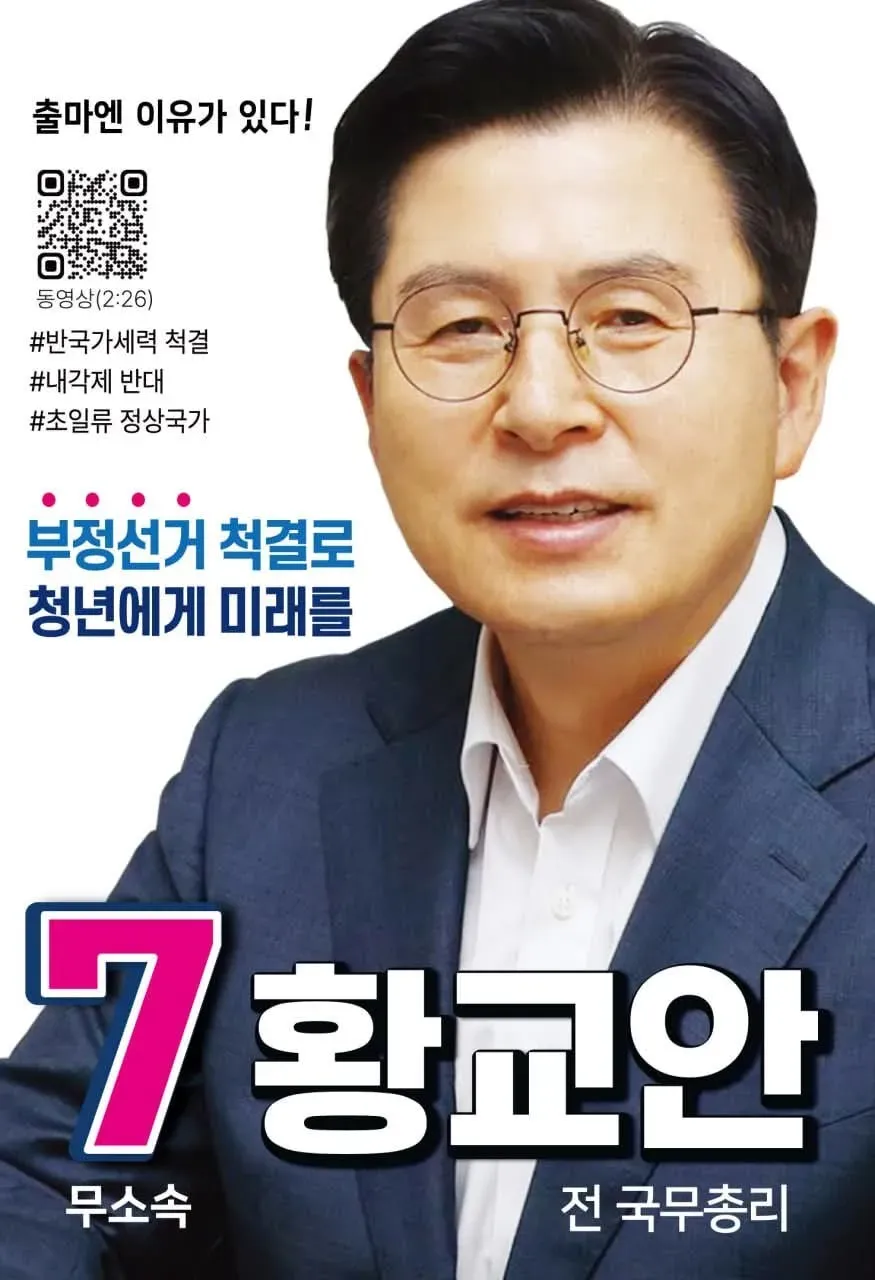 출마엔 이유가 있다!
동영상(2:26)
#반국가세력 척결
#내각제 반대
#초일류 정상국가
부정선거 척결로
청년에게 미래를
7 황교안
무소속
전 국무총리